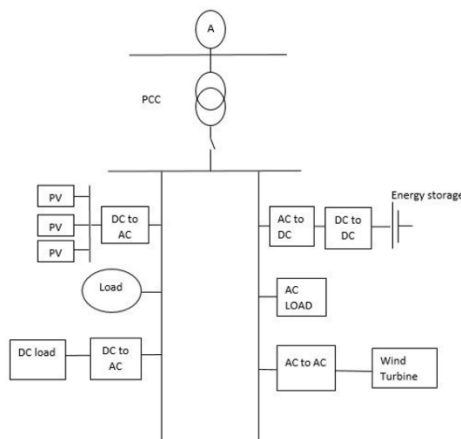 A
PCC
PV
PV
PV
DC to
AC
AC to
DC
DC to
DC
Energy storage
Load
AC
LOAD
DC load
DC to
AC
AC to AC
Wind
Turbine